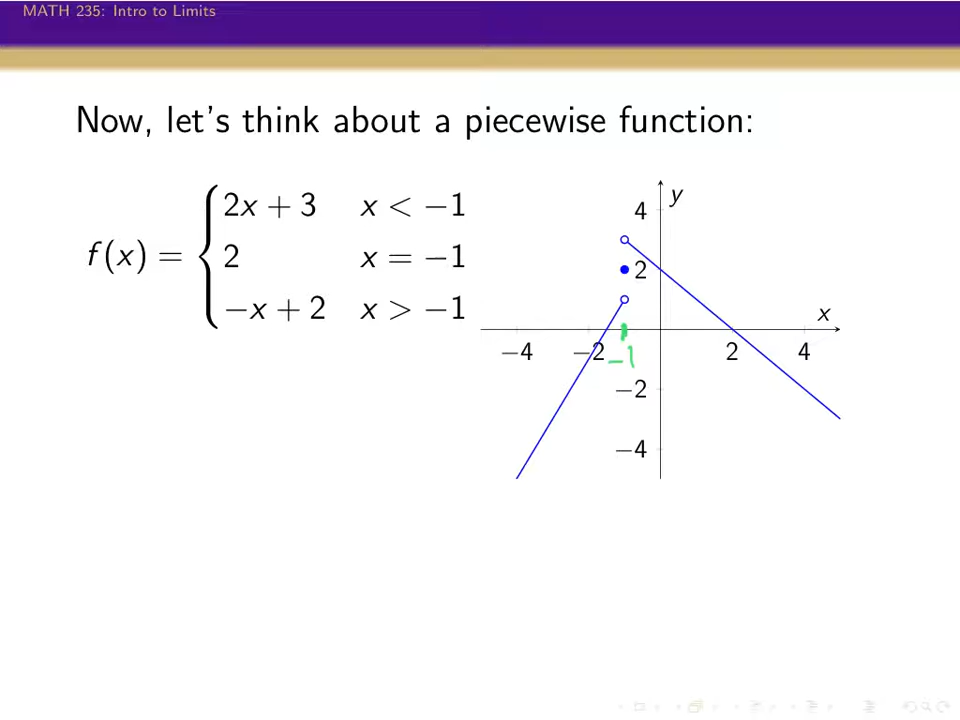 MATH 235: Intro to Limits
Now, let's think about a piecewise function:
2x + 3 x < −1
f(x) = { 2 x = −1
−x + 2 x > −1
y
4
2
x
−4 −2 −1 2 4
−2
−4